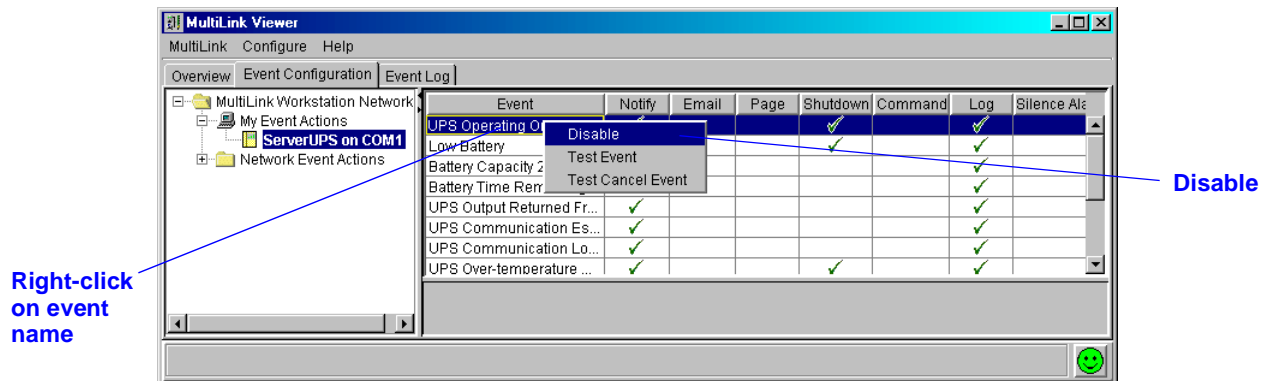 MultiLink Viewer
MultiLink Configure Help
Overview Event Configuration Event Log
MultiLink Workstation Network
My Event Actions
ServerUPS on COM1
Network Event Actions
Event Notify Email Page Shutdown Command Log Silence Ala
UPS Operating O
Low Battery
Battery Capacity 2
Battery Time Rem
UPS Output Returned Fr...
UPS Communication Es...
UPS Communication Lo...
UPS Over-temperature ...
Disable
Test Event
Test Cancel Event
Disable
Right-click
on event
name